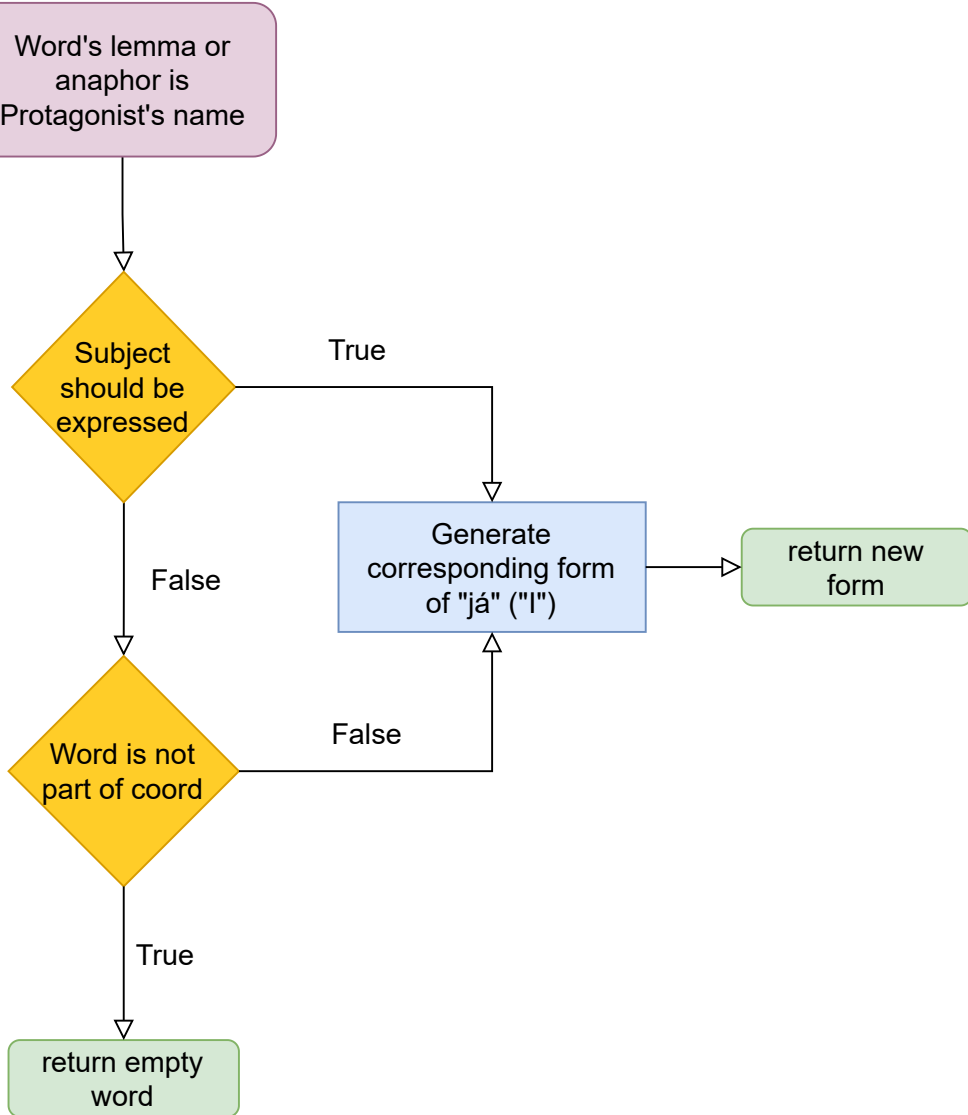 Word's lemma or
anaphor is
Protagonist's name
Subject
should be
expressed
True
False
Generate
corresponding form
of "já" ("I")
return new
form
Word is not
part of coord
False
True
return empty
word